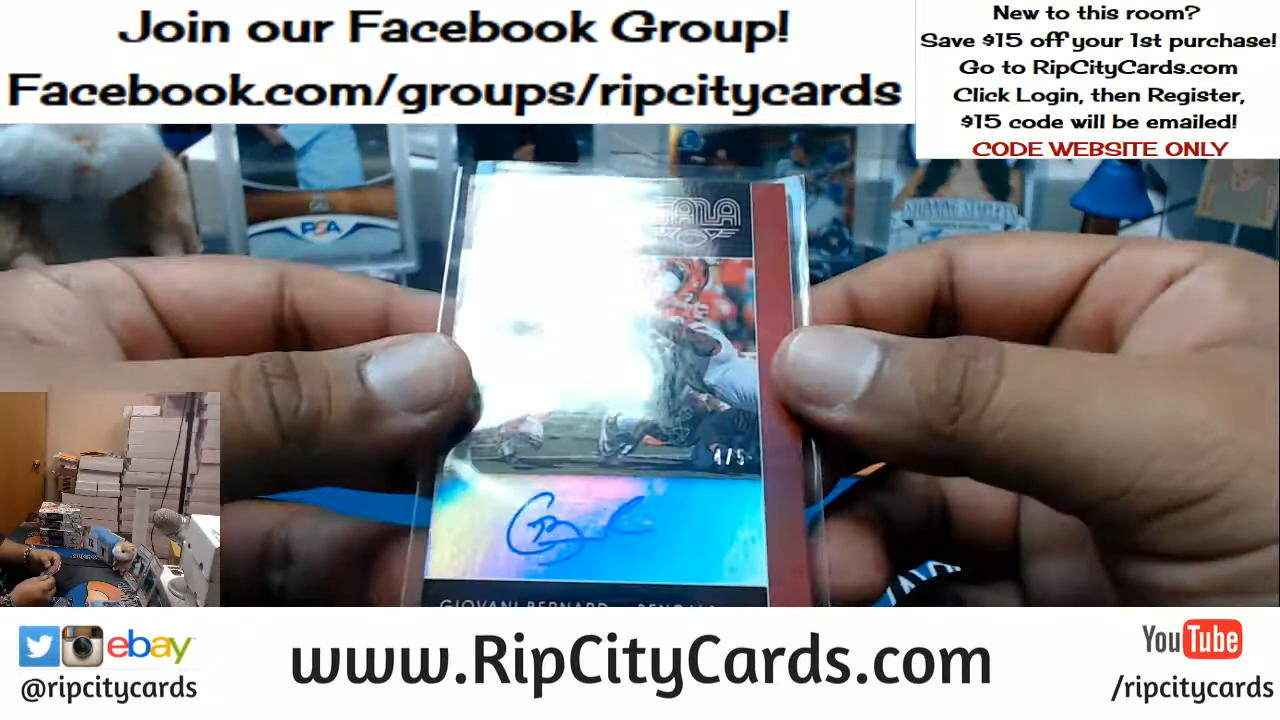 Join our Facebook Group!
Facebook.com/groups/ripcitycards
New to this room?
Save $15 off your 1st purchase!
Go to RipCityCards.com
Click Login, then Register,
$15 code will be emailed!
CODE WEBSITE ONLY
PSA
4/5
GIOVANI BERNARD
ebay
@ripcitycards
www.RipCityCards.com
YouTube
/ripcitycards